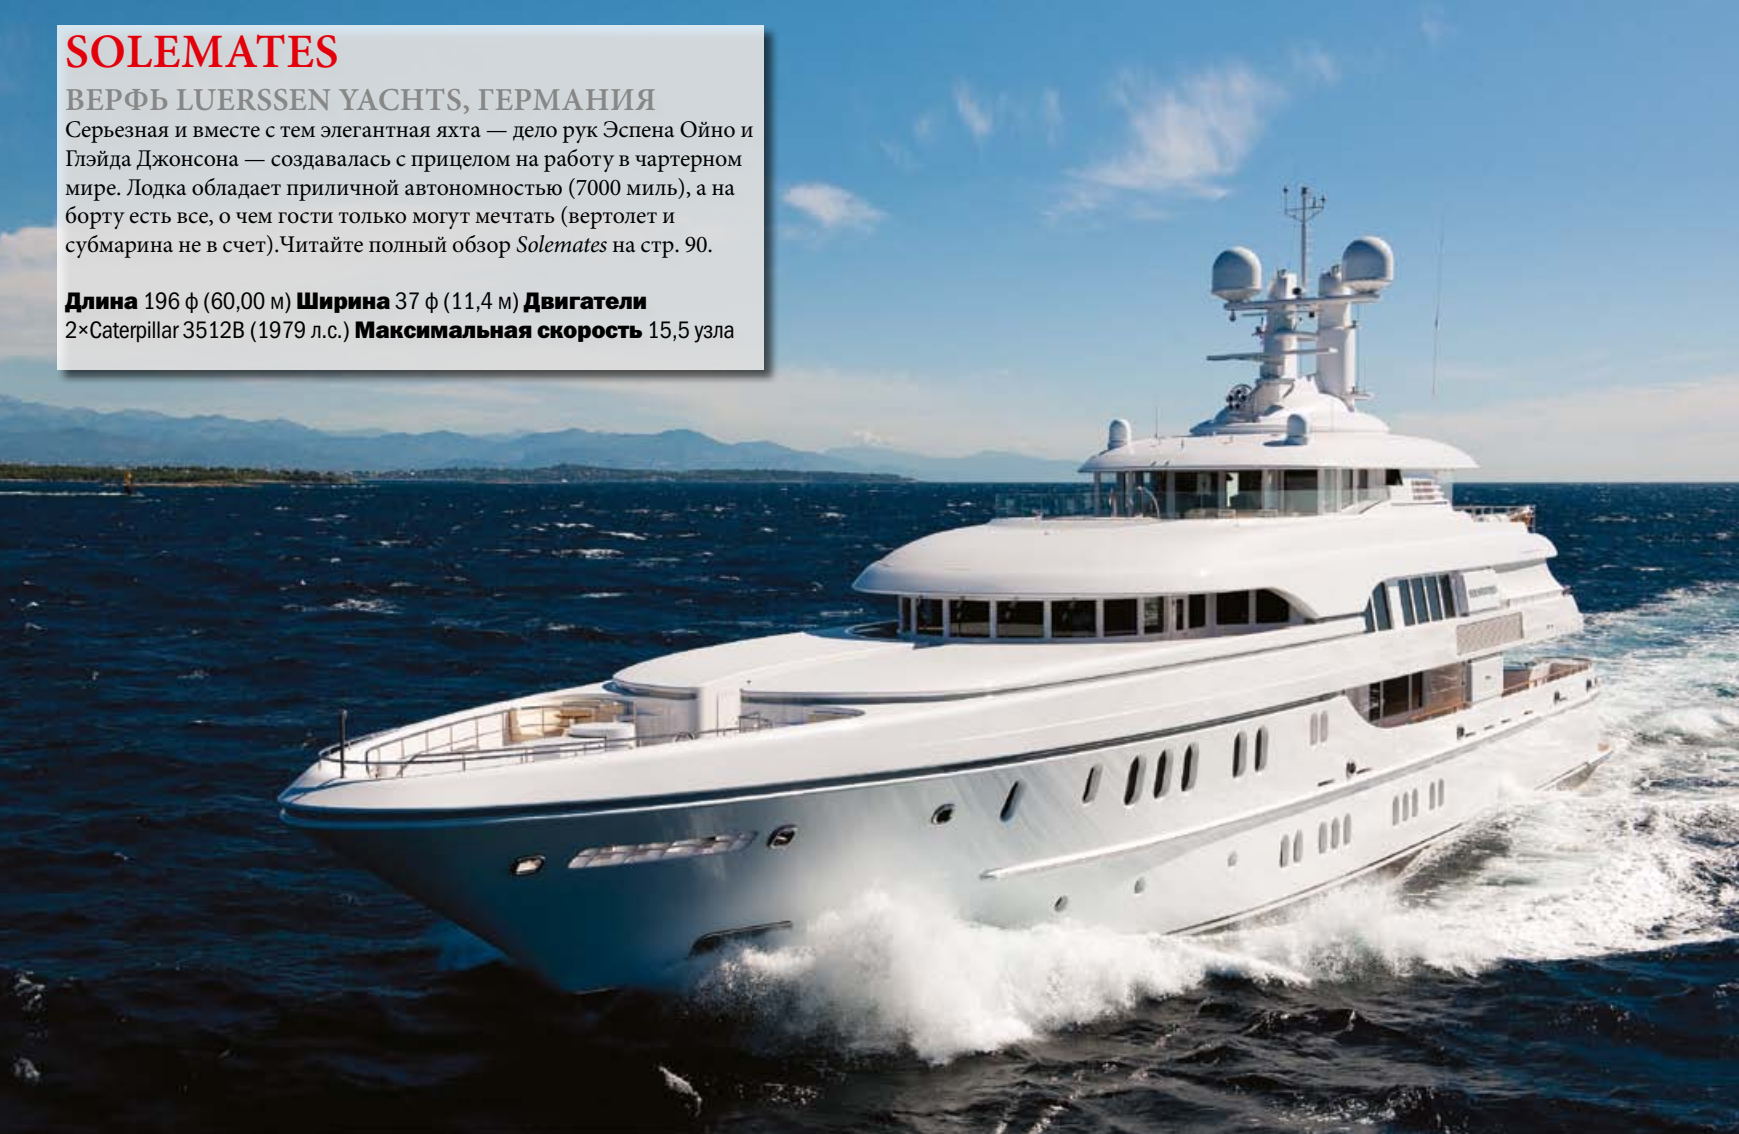 SOLEMATES
ВЕРФЬ LUERSSEN YACHTS, ГЕРМАНИЯ
Серьезная и вместе с тем элегантная яхта — дело рук Эспена Ойно и
Глэйда Джонсона — создавалась с прицелом на работу в чартерном
мире. Лодка обладает приличной автономностью (7000 миль), а на
борту есть все, о чем гости только могут мечтать (вертолет и
субмарина не в счет).Читайте полный обзор Solemates на стр. 90.
Длина 196 ф (60,00 м) Ширина 37 ф (11,4 м) Двигатели
2×Caterpillar 3512B (1979 л.с.) Максимальная скорость 15,5 узла